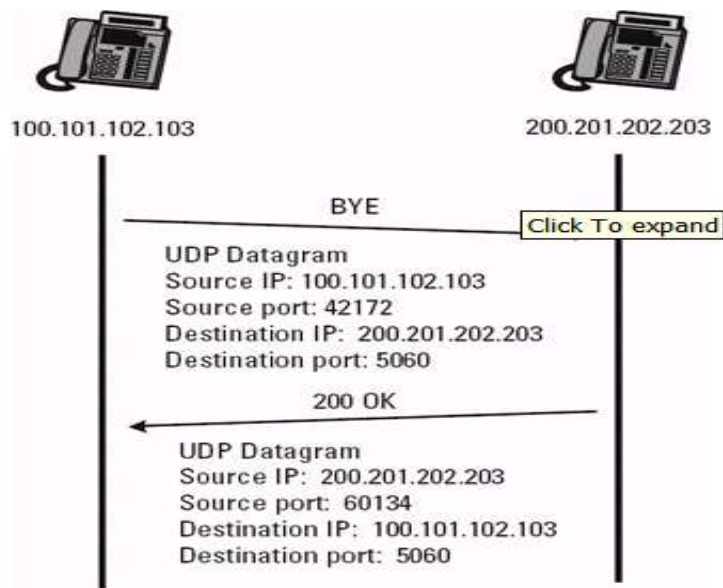 100.101.102.103
200.201.202.203
BYE
Click To expand
UDP Datagram
Source IP: 100.101.102.103
Source port: 42172
Destination IP: 200.201.202.203
Destination port: 5060
200 OK
UDP Datagram
Source IP: 200.201.202.203
Source port: 60134
Destination IP: 100.101.102.103
Destination port: 5060